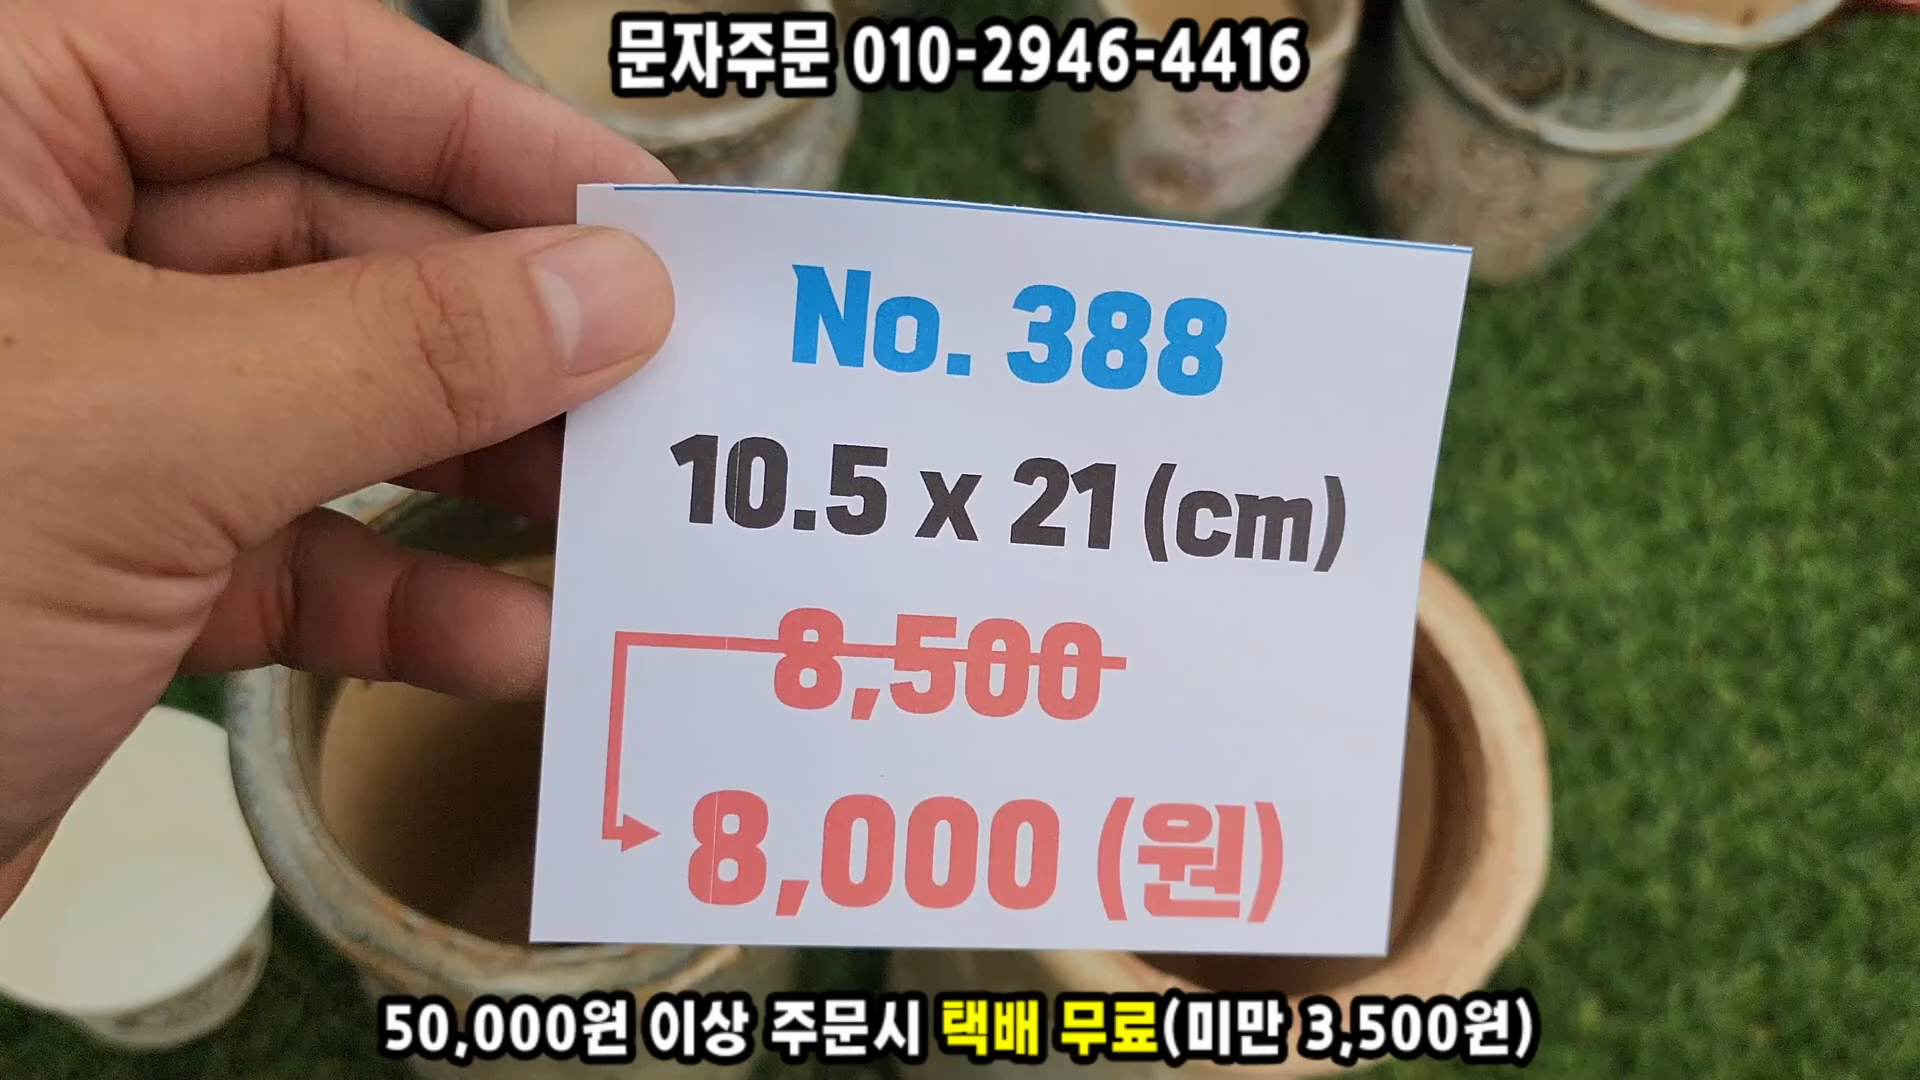 문자주문 010-2946-4416
No. 388
10.5 x 21 (cm)
8,500
8,000 (원)
50,000원 이상 주문시 택배 무료(미만 3,500원)